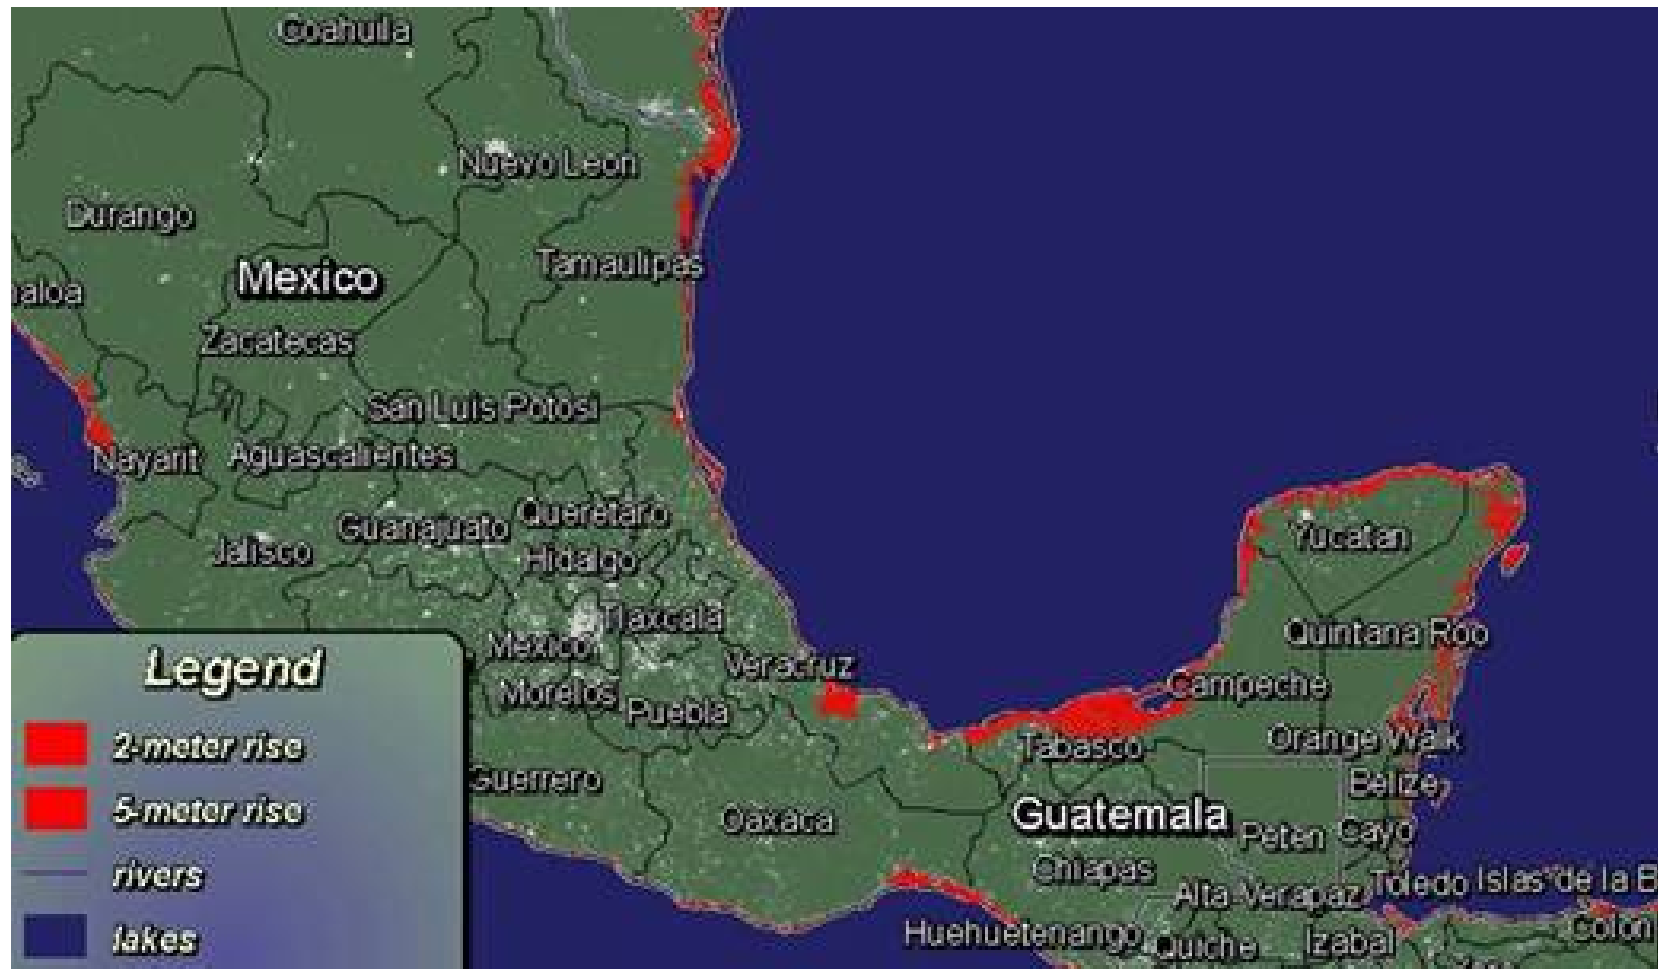 Coahuila
Nuevo Leon
Durango
Tamaulipas
Mexico
naloa
Zacatecas
San Luis Potosi
Nayarit
Aguascalientes
Guanajuato
Queretaro
Jalisco
Hidalgo
Yucatan
Tlaxcala
Mexico
Quintana Roo
Veracruz
Morelos
Puebla
Campeche
Tabasco
Orange Walk
Guerrero
Belize
Oaxaca
Guatemala
Peten
Cayo
Chiapas
Alta Verapaz
Toledo
Islas de la B
Huehuetenango
Quiche
Izabal
Colon
Legend
2-meter rise
5-meter rise
rivers
lakes